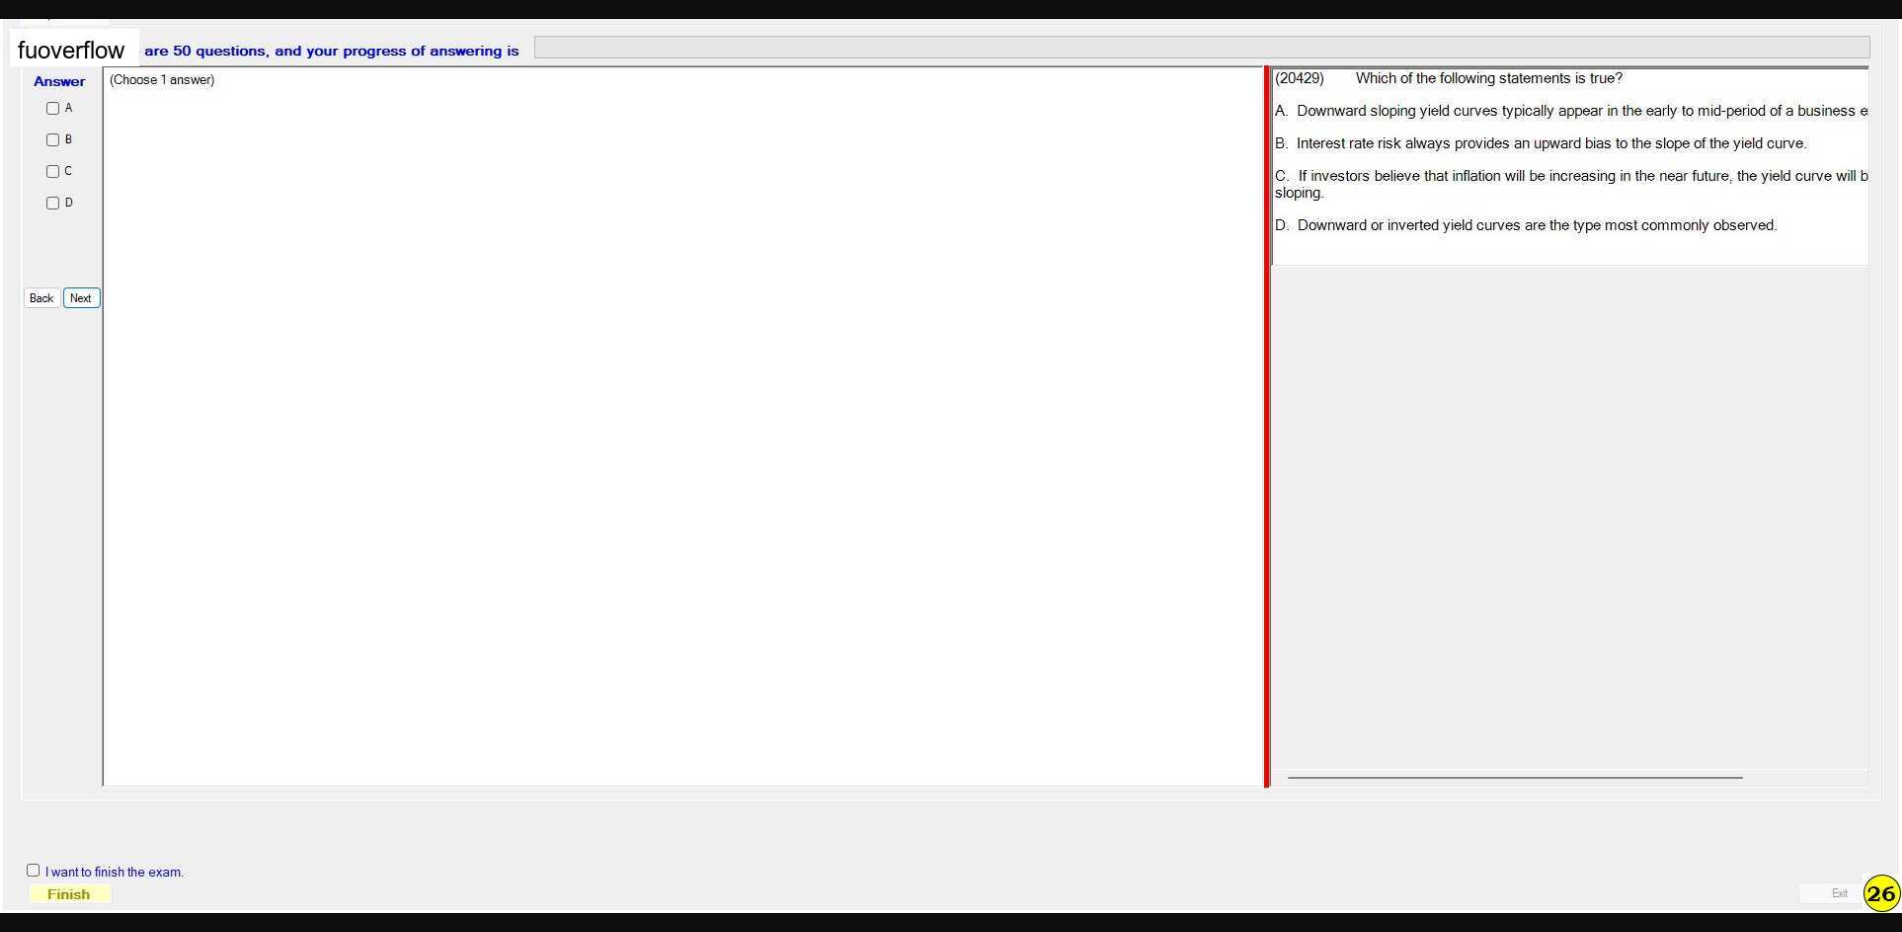 fuoverflow are 50 questions, and your progress of answering is
Answer
(Choose 1 answer)
A
B
C
D
Back Next
(20429) Which of the following statements is true?
A. Downward sloping yield curves typically appear in the early to mid-period of a business e
B. Interest rate risk always provides an upward bias to the slope of the yield curve.
C. If investors believe that inflation will be increasing in the near future, the yield curve will b
sloping.
D. Downward or inverted yield curves are the type most commonly observed.
I want to finish the exam.
Finish
Exit
26